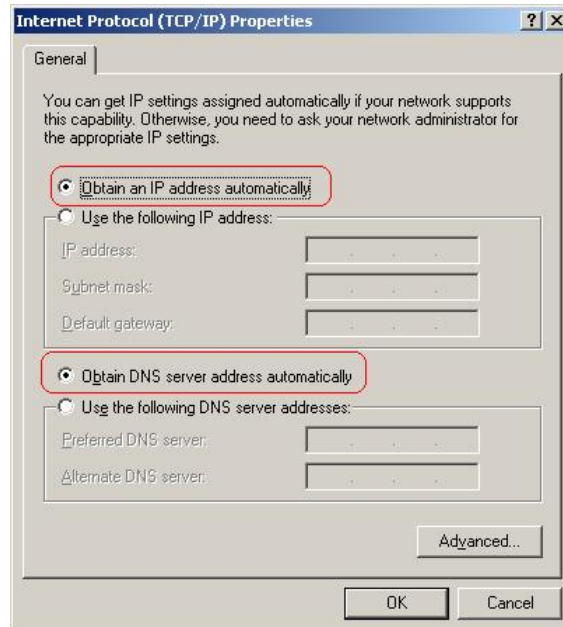 Internet Protocol (TCP/IP) Properties
General
You can get IP settings assigned automatically if your network supports
this capability. Otherwise, you need to ask your network administrator for
the appropriate IP settings.
Obtain an IP address automatically
Use the following IP address:
IP address:
Subnet mask:
Default gateway:
Obtain DNS server address automatically
Use the following DNS server addresses:
Preferred DNS server:
Alternate DNS server:
Advanced...
OK Cancel